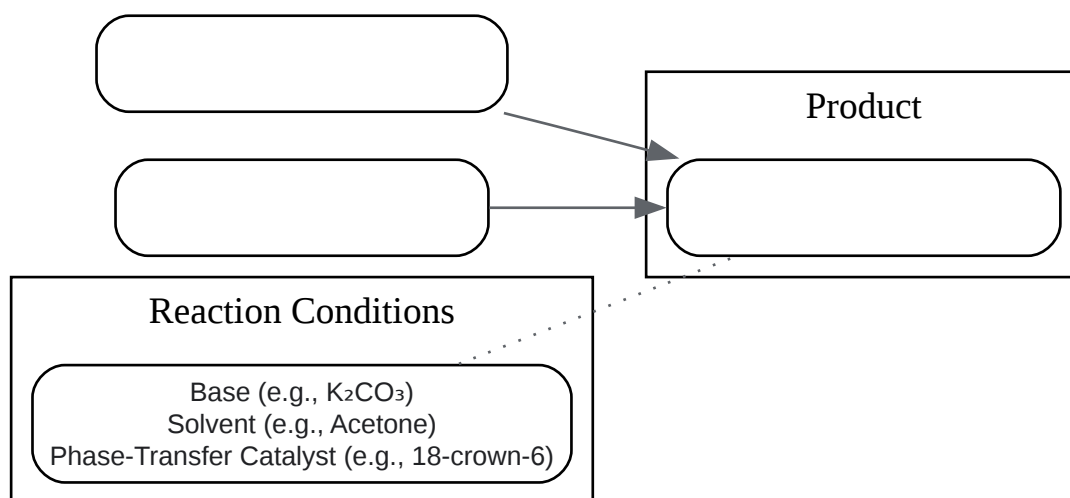 Product
Reaction Conditions
Base (e.g., K₂CO₃)
Solvent (e.g., Acetone)
Phase-Transfer Catalyst (e.g., 18-crown-6)